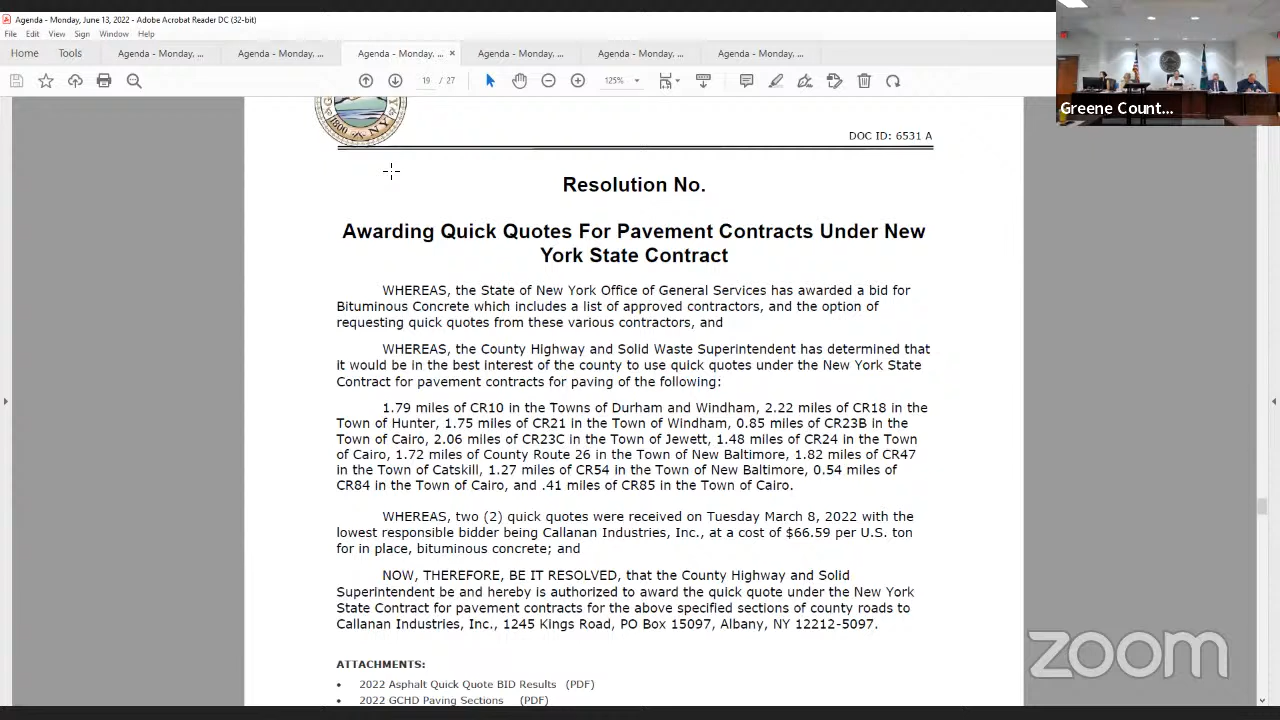 Agenda - Monday, June 13, 2022 - Adobe Acrobat Reader DC (32-bit)
File Edit View Sign Window Help
Home Tools Agenda - Monday, ... Agenda - Monday, ... Agenda - Monday, ... × Agenda - Monday, ... Agenda - Monday, ... Agenda - Monday, ...
19 / 27 125%
Greene Count...
1800
DOC ID: 6531 A
Resolution No.
Awarding Quick Quotes For Pavement Contracts Under New
York State Contract
WHEREAS, the State of New York Office of General Services has awarded a bid for
Bituminous Concrete which includes a list of approved contractors, and the option of
requesting quick quotes from these various contractors, and
WHEREAS, the County Highway and Solid Waste Superintendent has determined that
it would be in the best interest of the county to use quick quotes under the New York State
Contract for pavement contracts for paving of the following:
1.79 miles of CR10 in the Towns of Durham and Windham, 2.22 miles of CR18 in the
Town of Hunter, 1.75 miles of CR21 in the Town of Windham, 0.85 miles of CR23B in the
Town of Cairo, 2.06 miles of CR23C in the Town of Jewett, 1.48 miles of CR24 in the Town
of Cairo, 1.72 miles of County Route 26 in the Town of New Baltimore, 1.82 miles of CR47
in the Town of Catskill, 1.27 miles of CR54 in the Town of New Baltimore, 0.54 miles of
CR84 in the Town of Cairo, and .41 miles of CR85 in the Town of Cairo.
WHEREAS, two (2) quick quotes were received on Tuesday March 8, 2022 with the
lowest responsible bidder being Callanan Industries, Inc., at a cost of $66.59 per U.S. ton
for in place, bituminous concrete; and
NOW, THEREFORE, BE IT RESOLVED, that the County Highway and Solid
Superintendent be and hereby is authorized to award the quick quote under the New York
State Contract for pavement contracts for the above specified sections of county roads to
Callanan Industries, Inc., 1245 Kings Road, PO Box 15097, Albany, NY 12212-5097.
ATTACHMENTS:
• 2022 Asphalt Quick Quote BID Results (PDF)
• 2022 GCHD Paving Sections (PDF)
zoom